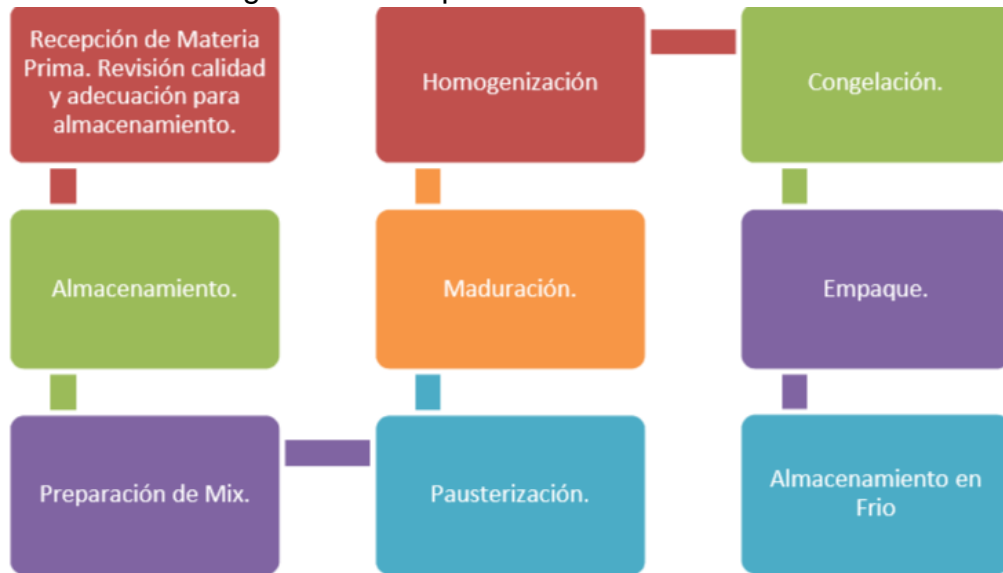 Recepción de Materia
Prima. Revisión calidad
y adecuación para
almacenamiento.
Almacenamiento.
Preparación de Mix.
Pausterización.
Maduración.
Homogenización
Congelación.
Empaque.
Almacenamiento en
Frio